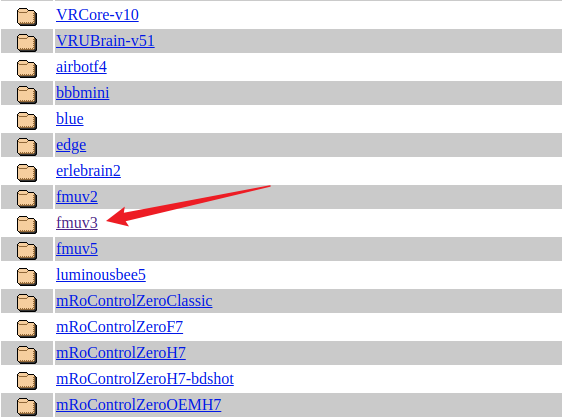 VRCore-v10
VRUBrain-v51
airbotf4
bbbmini
blue
edge
erlebrain2
fmuv2
fmuv3
fmuv5
luminousbee5
mRoControlZeroClassic
mRoControlZeroF7
mRoControlZeroH7
mRoControlZeroH7-bdshot
mRoControlZeroOEMH7